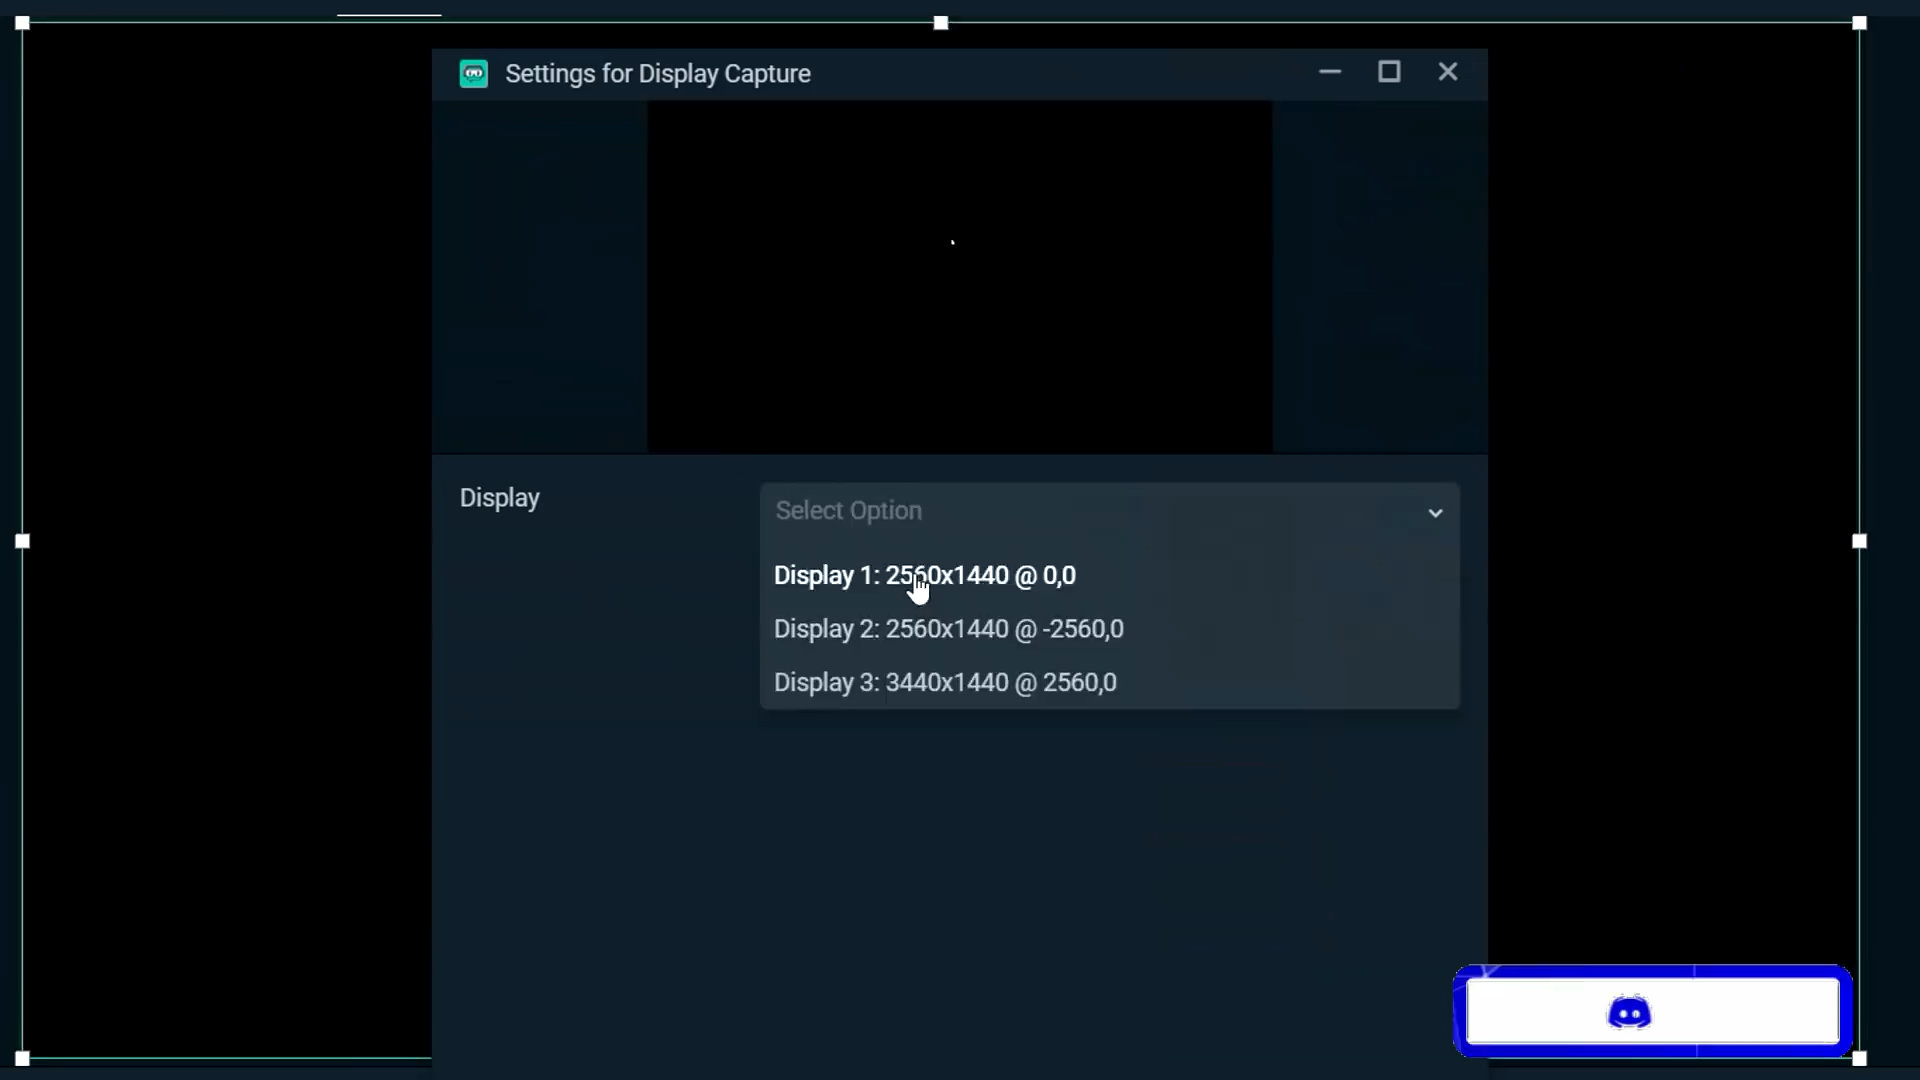 Settings for Display Capture
Display
Select Option
Display 1: 2560x1440 @ 0,0
Display 2: 2560x1440 @ -2560,0
Display 3: 3440x1440 @ 2560,0